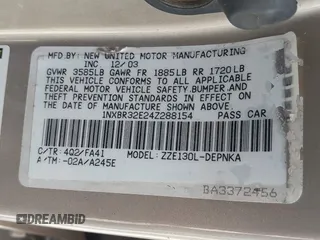 MFD BY NEW UNITED MOTOR MANUFACTURING
INC 12/03
GVWR 3585LB GAWR FR 1885LB RR 1720LB
THIS VEHICLE CONFORMS TO ALL APPLICABLE
FEDERAL MOTOR VEHICLE SAFETY, BUMPER, AND
THEFT PREVENTION STANDARDS IN EFFECT ON
THE DATE OF MANUFACTURE SHOWN ABOVE.
1NXBR32E24Z288154 PASS CAR
C/TR: 4Q2/FA41 MODEL: ZZE130L-DEPNKA
A/TM: -02A/A245E
BA3372456
DREAMBID